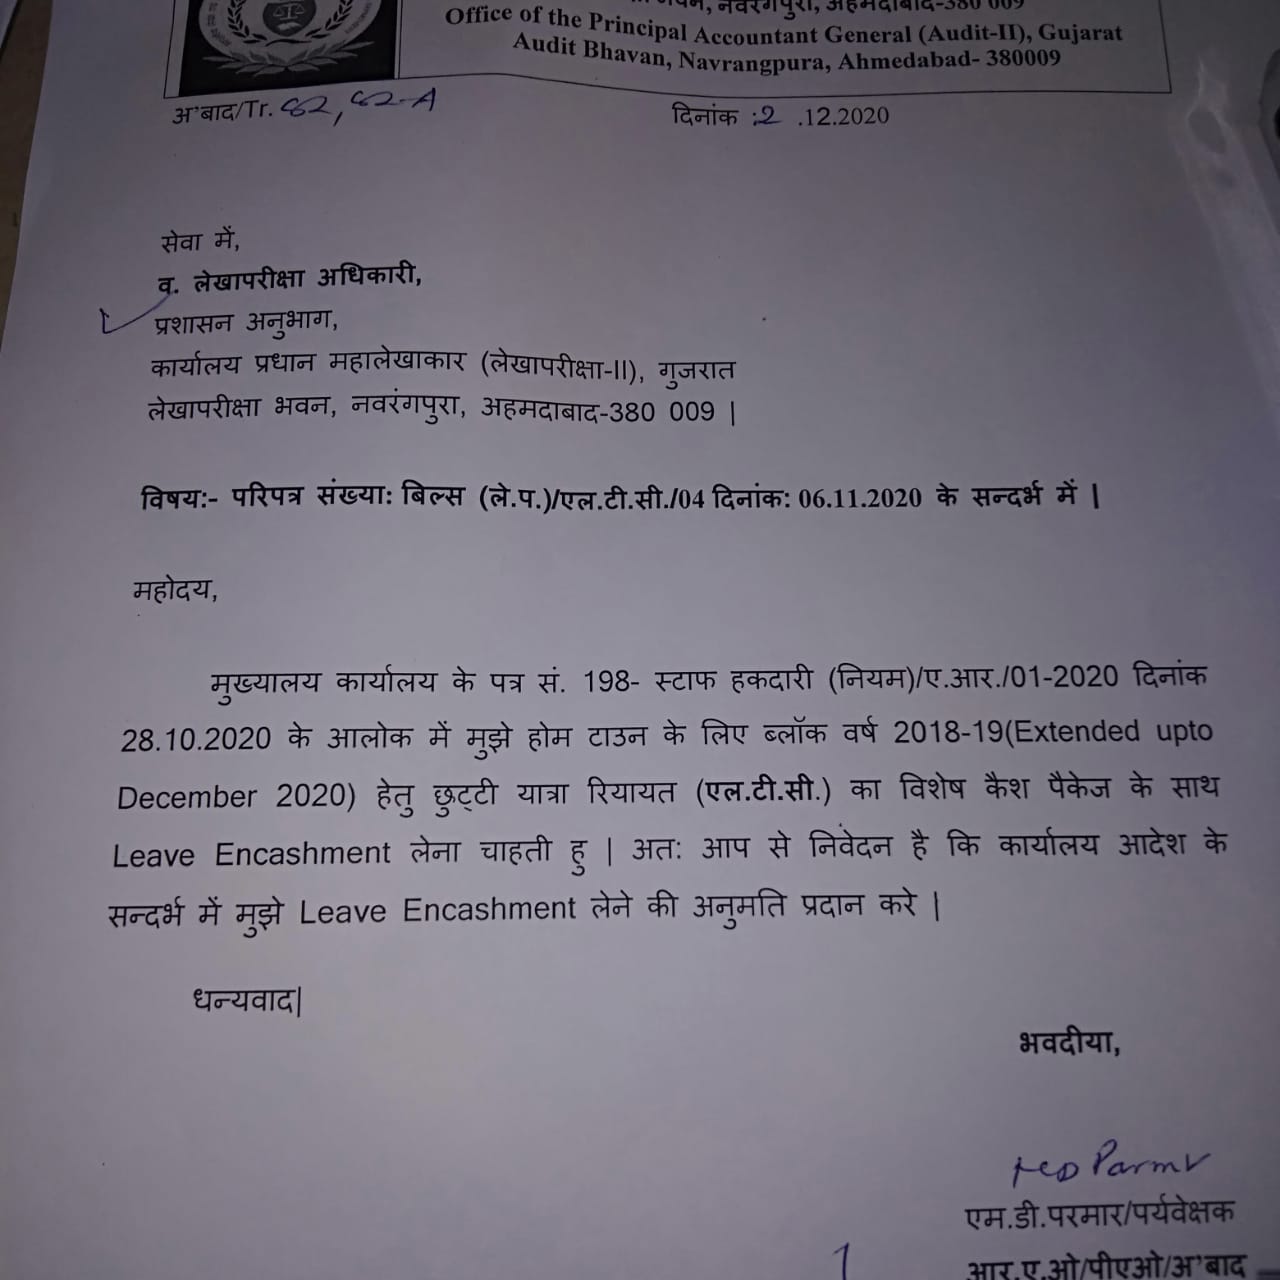 नवरंगपुरा, अहमदाबाद-380 009
Office of the Principal Accountant General (Audit-II), Gujarat
Audit Bhavan, Navrangpura, Ahmedabad- 380009
अ'बाद/Tr. 82, 82-A
दिनांक :2 .12.2020
सेवा में,
व. लेखापरीक्षा अधिकारी,
प्रशासन अनुभाग,
कार्यालय प्रधान महालेखाकार (लेखापरीक्षा-II), गुजरात
लेखापरीक्षा भवन, नवरंगपुरा, अहमदाबाद-380 009 |
विषय:- परिपत्र संख्या: बिल्स (ले.प.)/एल.टी.सी./04 दिनांक: 06.11.2020 के सन्दर्भ में |
महोदय,
मुख्यालय कार्यालय के पत्र सं. 198- स्टाफ हकदारी (नियम)/ए.आर./01-2020 दिनांक
28.10.2020 के आलोक में मुझे होम टाउन के लिए ब्लॉक वर्ष 2018-19(Extended upto
December 2020) हेतु छुट्टी यात्रा रियायत (एल.टी.सी.) का विशेष कैश पैकेज के साथ
Leave Encashment लेना चाहती हु | अत: आप से निवेदन है कि कार्यालय आदेश के
सन्दर्भ में मुझे Leave Encashment लेने की अनुमति प्रदान करे |
धन्यवाद|
भवदीया,
Parmr
एम.डी.परमार/पर्यवेक्षक
आर.ए.ओ/पीएओ/अ'बाद